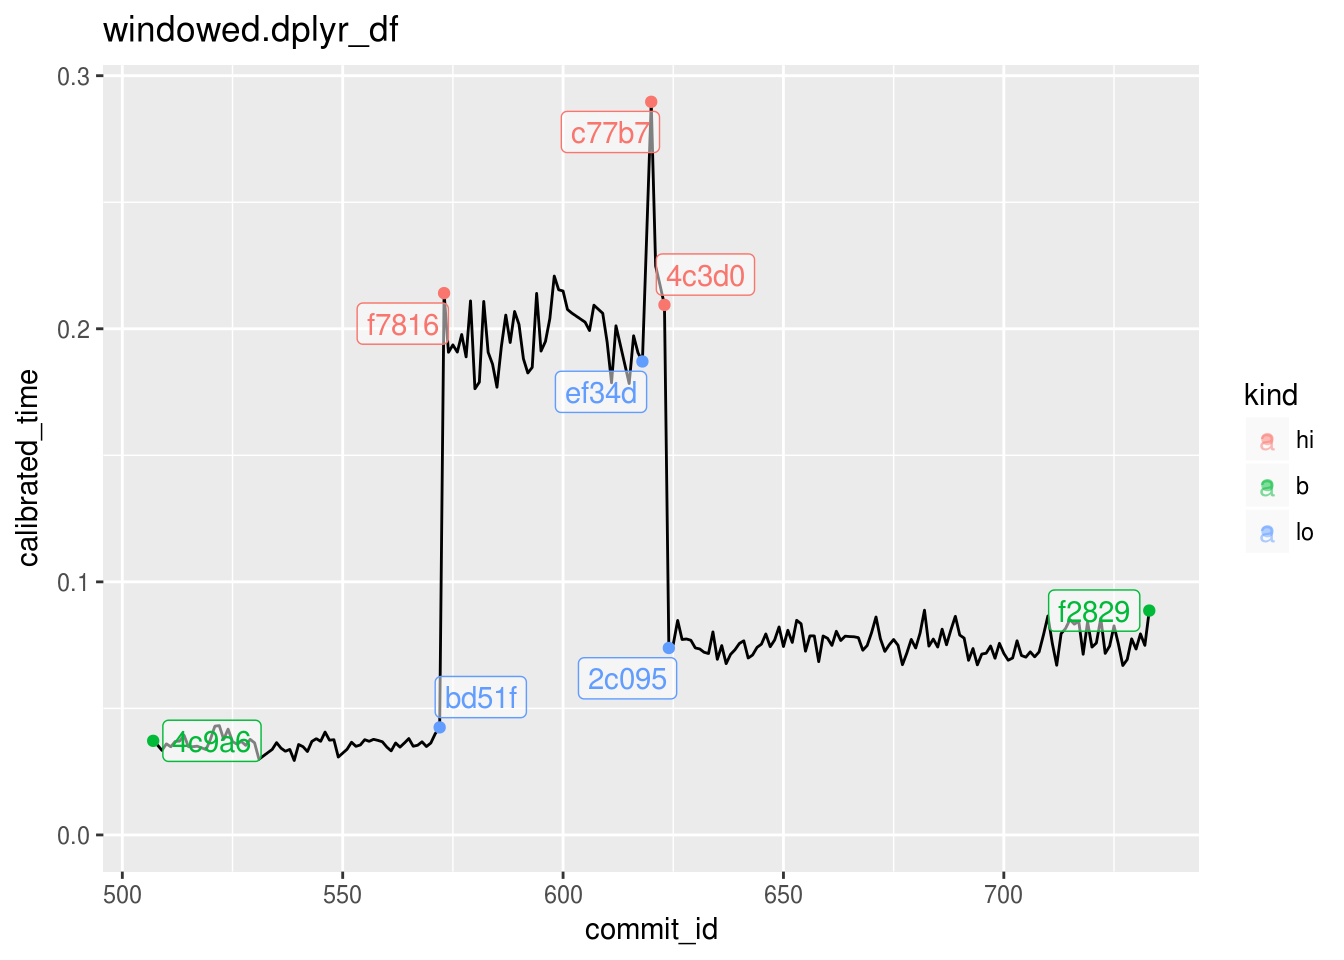 windowed.dplyr_df
0.3
0.2
0.1
0.0
calibrated_time
c77b7
4c3d0
f7816
ef34d
f2829
2c095
bd51f
4c9a6
500
550
600
650
700
commit_id
kind
a hi
a b
a lo